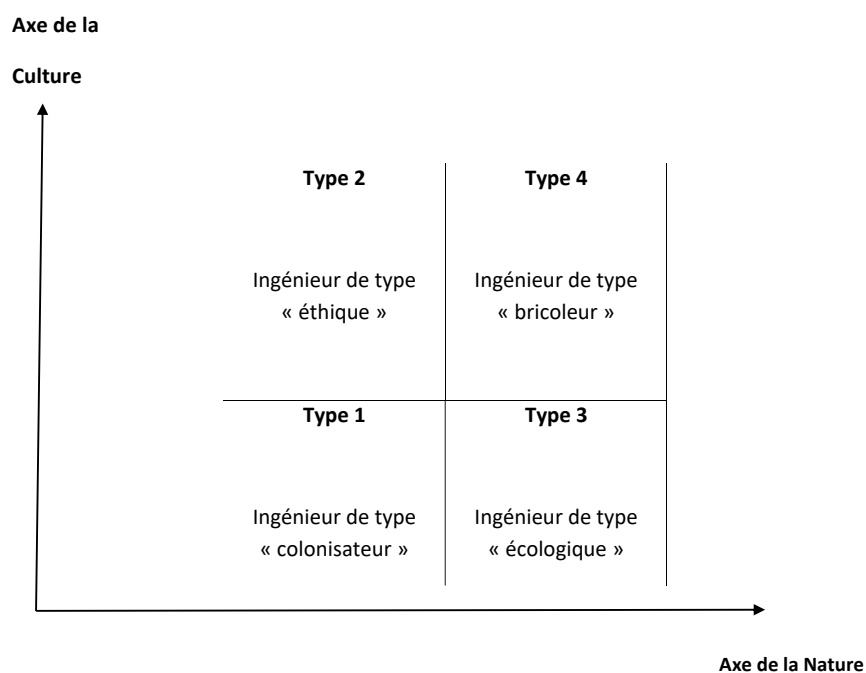 Axe de la
Culture
Type 2
Type 4
Ingénieur de type
« éthique »
Ingénieur de type
« bricoleur »
Type 1
Type 3
Ingénieur de type
« colonisateur »
Ingénieur de type
« écologique »
Axe de la Nature